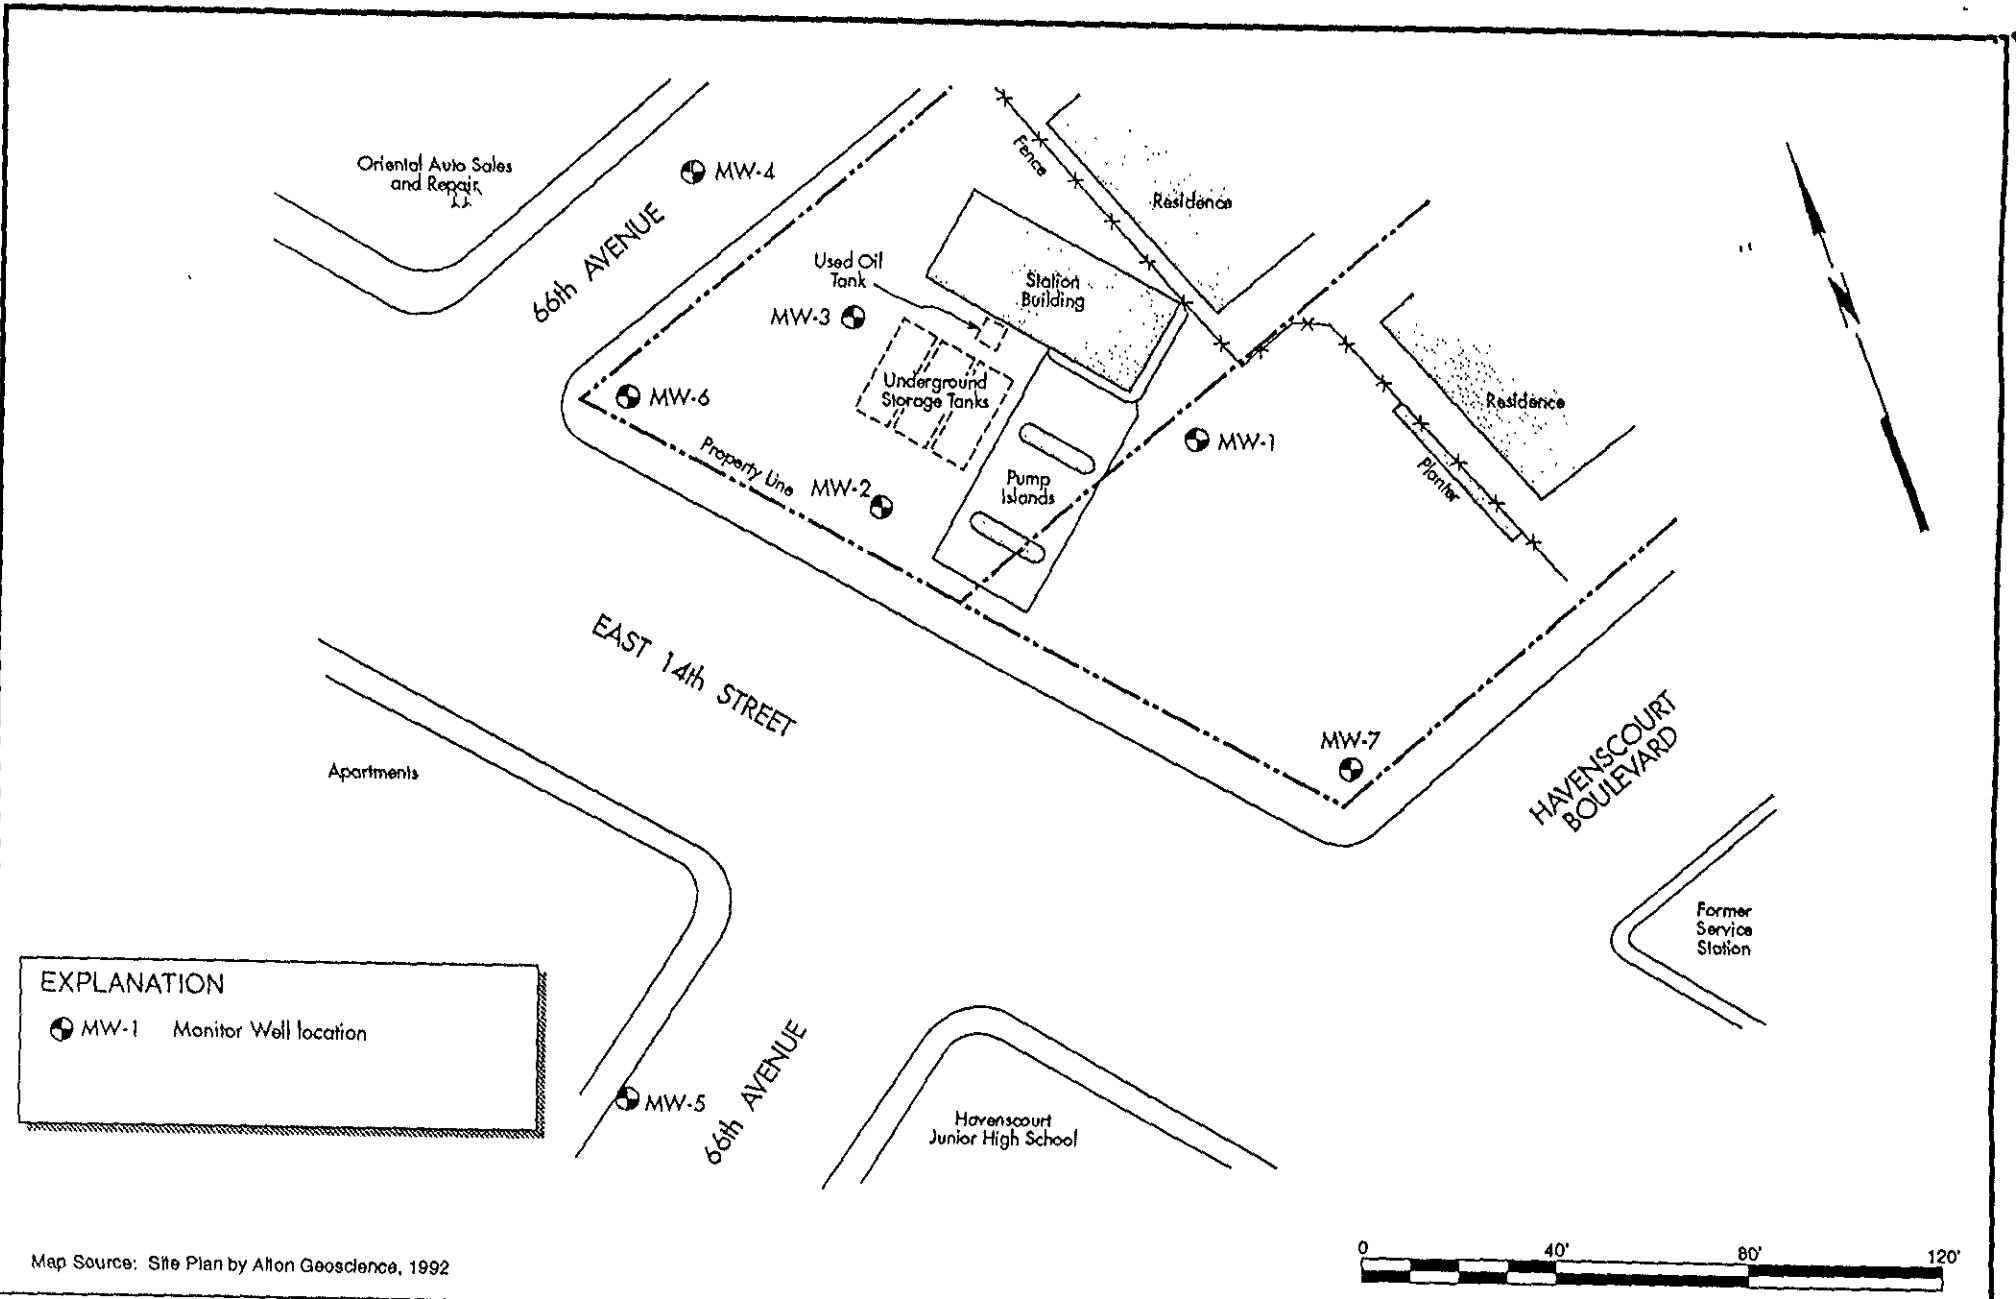 Oriental Auto Sales
and Repair
MW-4
66th AVENUE
Fence
Residence
Used Oil
Tank
Station
Building
MW-3
Underground
Storage Tanks
MW-6
Residence
MW-1
Property Line
MW-2
Pump
Islands
Planter
EAST 14th STREET
MW-7
HAVENSCOURT
BOULEVARD
Apartments
Former
Service
Station
EXPLANATION
MW-1 Monitor Well location
MW-5
66th AVENUE
Havenscourt
Junior High School
Map Source: Site Plan by Alton Geoscience, 1992
0 40' 80' 120'